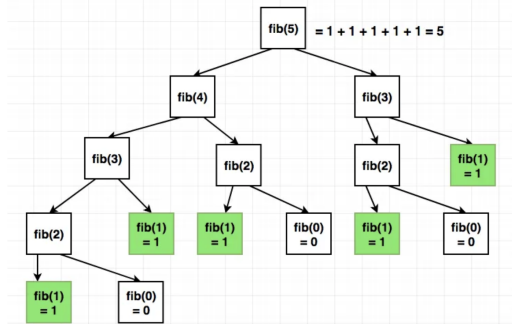 fib(5)
= 1 + 1 + 1 + 1 + 1 = 5
fib(4)
fib(3)
fib(3)
fib(2)
fib(2)
fib(1)
= 1
fib(2)
fib(1)
= 1
fib(1)
= 1
fib(0)
= 0
fib(1)
= 1
fib(0)
= 0
fib(1)
= 1
fib(0)
= 0